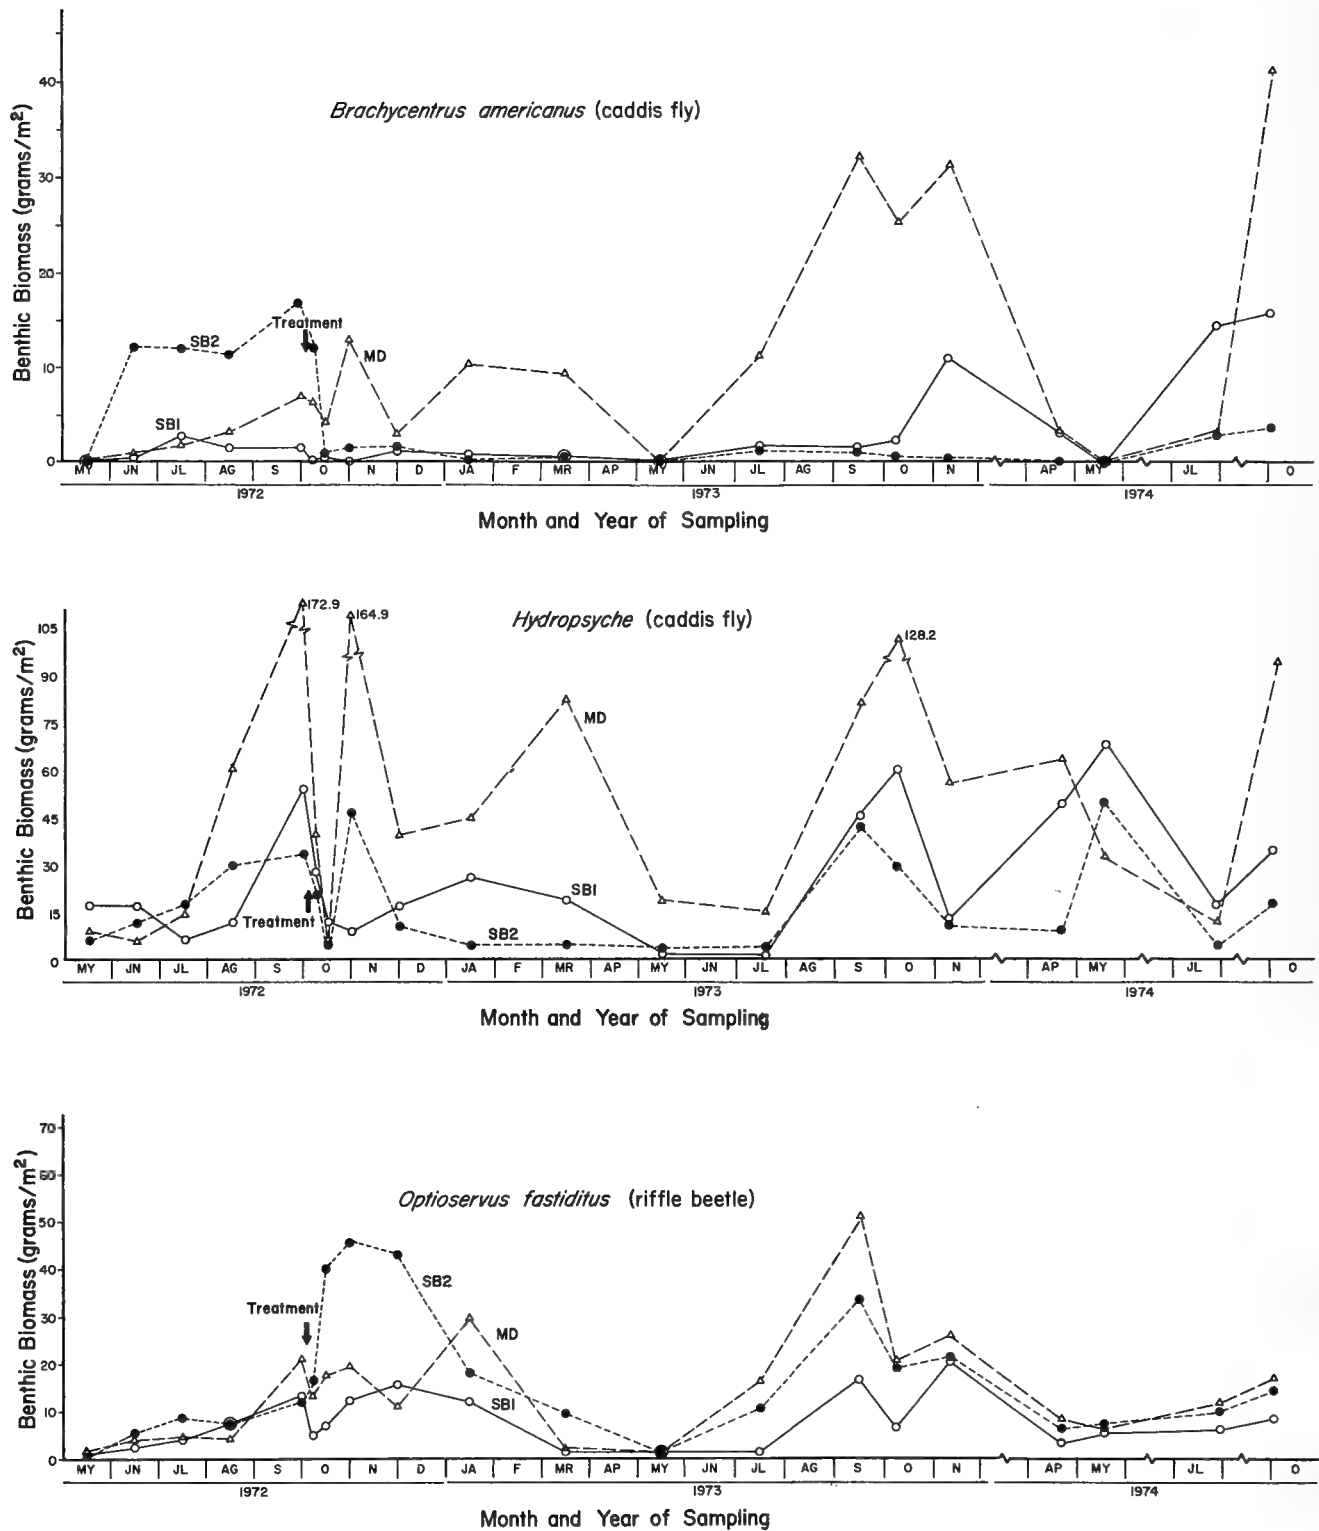 Brachycentrus americanus (caddis fly)
Benthic Biomass (grams/m²)
40
30
20
10
0
SB2
Treatment
MD
SB1
MY JN JL AG S O N D JA F MR AP MY JN JL AG S O N AP MY JL O
1972 1973 1974
Month and Year of Sampling
Hydropsyche (caddis fly)
Benthic Biomass (grams/m²)
105
90
75
60
45
30
15
0
172.9
164.9
128.2
MD
SB1
Treatment
SB2
MY JN JL AG S O N D JA F MR AP MY JN JL AG S O N AP MY JL O
1972 1973 1974
Month and Year of Sampling
Optioservus fastiditus (riffle beetle)
Benthic Biomass (grams/m²)
70
60
50
40
30
20
10
0
SB2
Treatment
MD
SB1
MY JN JL AG S O N D JA F MR AP MY JN JL AG S O N AP MY JL O
1972 1973 1974
Month and Year of Sampling